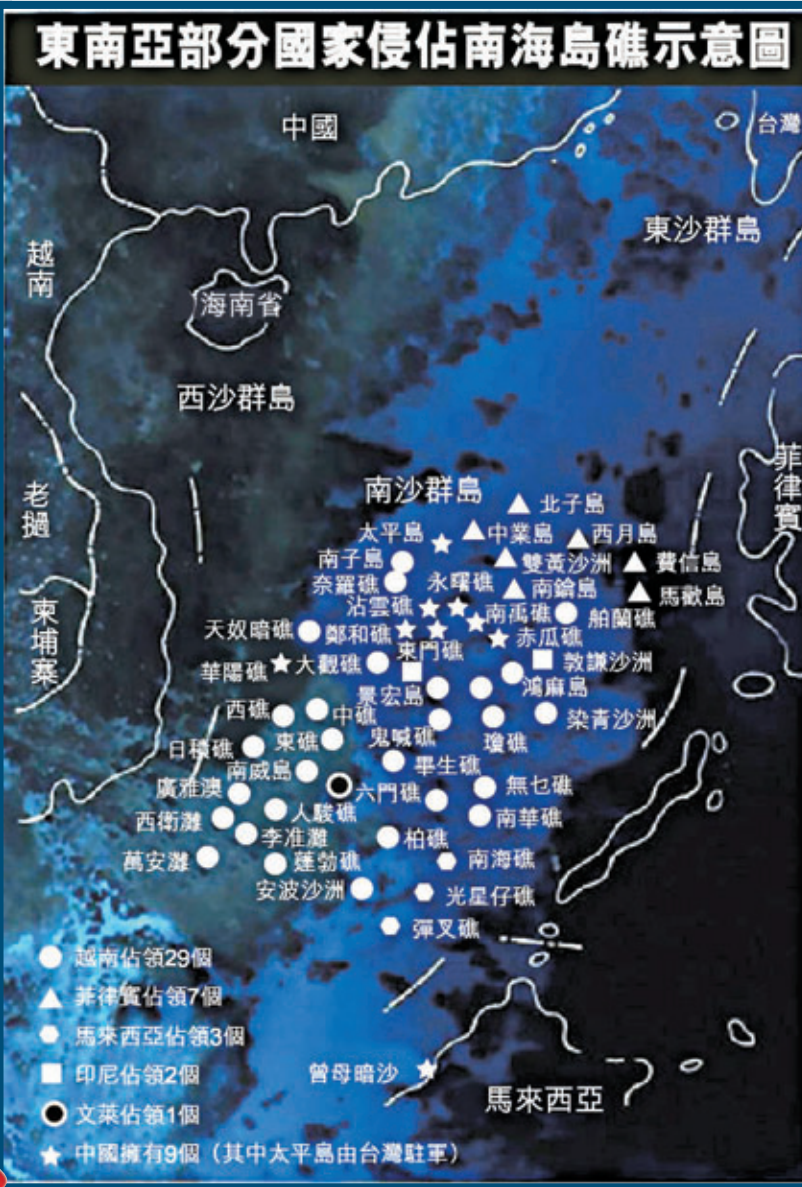 東南亞部分國家侵佔南海島礁示意圖
中國
台灣
東沙群島
越南
海南省
西沙群島
菲律賓
老撾
南沙群島
北子島
太平島
中業島
西月島
南子島
雙黃沙洲
費信島
奈羅礁
永曙礁
南鑰島
馬歡島
沾雲礁
南禹礁
舶蘭礁
天奴暗礁
鄭和礁
東門礁
赤瓜礁
柬埔寨
華陽礁
大觀礁
敦謙沙洲
景宏島
鴻麻島
西礁
中礁
染青沙洲
日積礁
東礁
鬼喊礁
瓊礁
南威島
畢生礁
廣雅澳
六門礁
無乜礁
西衛灘
人駿礁
南華礁
李准灘
柏礁
萬安灘
蓬勃礁
南海礁
安波沙洲
光星仔礁
彈叉礁
越南佔領29個
菲律賓佔領7個
馬來西亞佔領3個
印尼佔領2個
曾母暗沙
馬來西亞
文萊佔領1個
中國擁有9個（其中太平島由台灣駐軍）